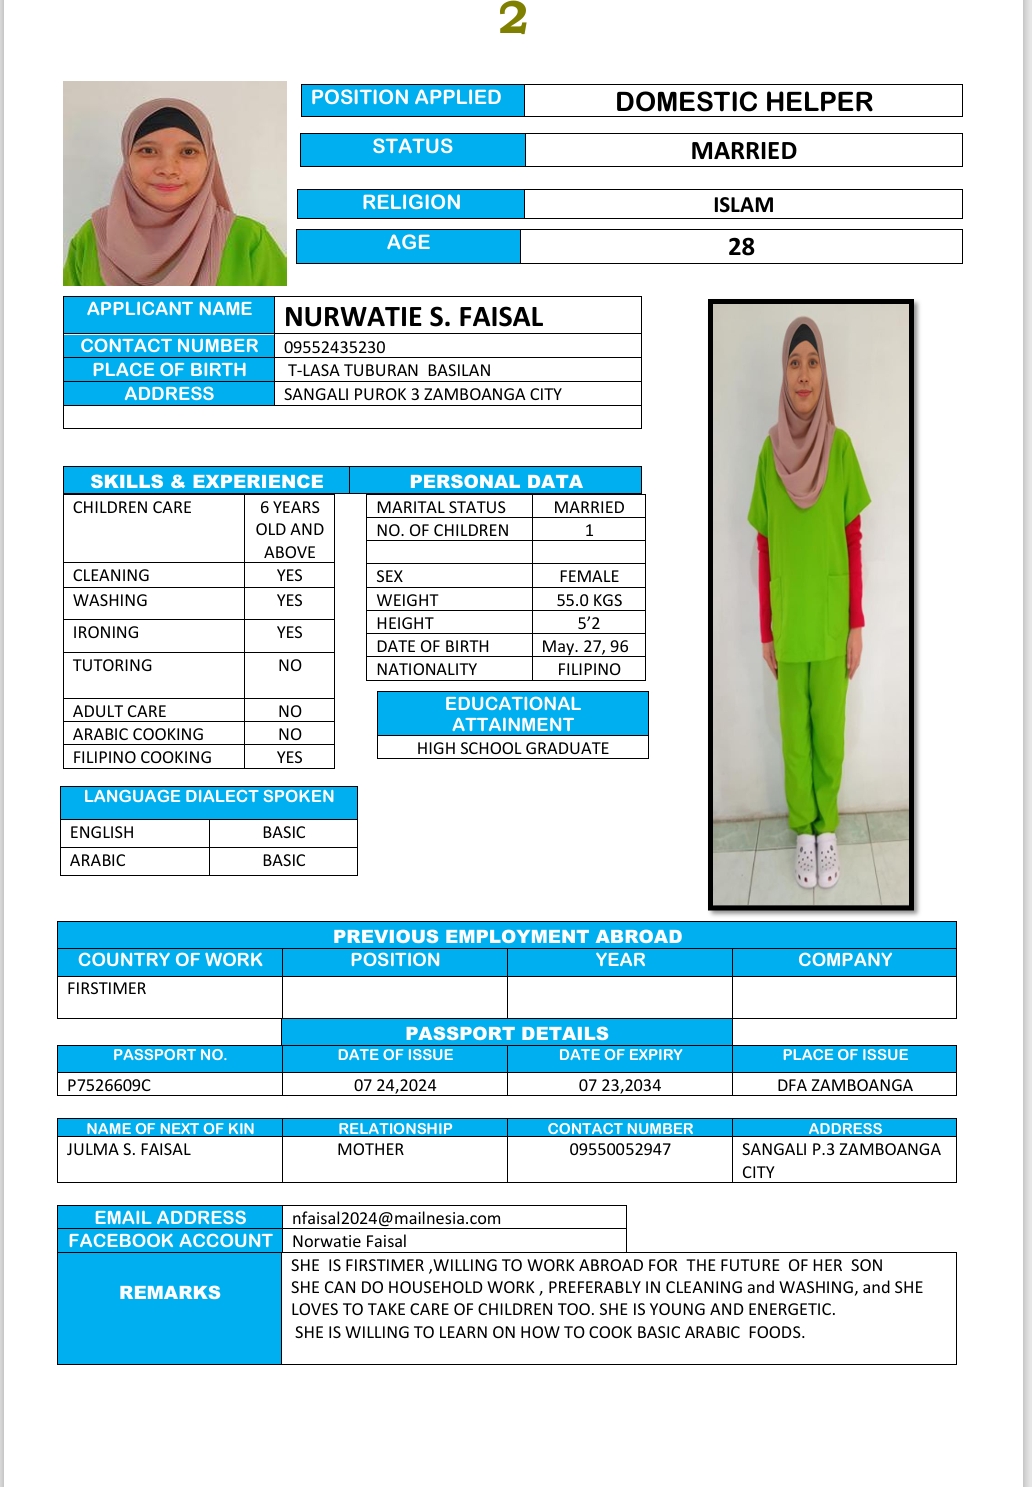 2
POSITION APPLIED DOMESTIC HELPER
STATUS MARRIED
RELIGION ISLAM
AGE 28
APPLICANT NAME NURWATIE S. FAISAL
CONTACT NUMBER 09552435230
PLACE OF BIRTH T-LASA TUBURAN BASILAN
ADDRESS SANGALI PUROK 3 ZAMBOANGA CITY
SKILLS & EXPERIENCE
CHILDREN CARE 6 YEARS
OLD AND
ABOVE
CLEANING YES
WASHING YES
IRONING YES
TUTORING NO
ADULT CARE NO
ARABIC COOKING NO
FILIPINO COOKING YES
PERSONAL DATA
MARITAL STATUS MARRIED
NO. OF CHILDREN 1
SEX FEMALE
WEIGHT 55.0 KGS
HEIGHT 5’2
DATE OF BIRTH May. 27, 96
NATIONALITY FILIPINO
EDUCATIONAL
ATTAINMENT
HIGH SCHOOL GRADUATE
LANGUAGE DIALECT SPOKEN
ENGLISH BASIC
ARABIC BASIC
PREVIOUS EMPLOYMENT ABROAD
COUNTRY OF WORK POSITION YEAR COMPANY
FIRSTIMER
PASSPORT DETAILS
PASSPORT NO. DATE OF ISSUE DATE OF EXPIRY PLACE OF ISSUE
P7526609C 07 24,2024 07 23,2034 DFA ZAMBOANGA
NAME OF NEXT OF KIN RELATIONSHIP CONTACT NUMBER ADDRESS
JULMA S. FAISAL MOTHER 09550052947 SANGALI P.3 ZAMBOANGA
CITY
EMAIL ADDRESS nfaisal2024@mailnesia.com
FACEBOOK ACCOUNT Norwatie Faisal
REMARKS
SHE IS FIRSTIMER ,WILLING TO WORK ABROAD FOR THE FUTURE OF HER SON
SHE CAN DO HOUSEHOLD WORK , PREFERABLY IN CLEANING and WASHING, and SHE
LOVES TO TAKE CARE OF CHILDREN TOO. SHE IS YOUNG AND ENERGETIC.
SHE IS WILLING TO LEARN ON HOW TO COOK BASIC ARABIC FOODS.